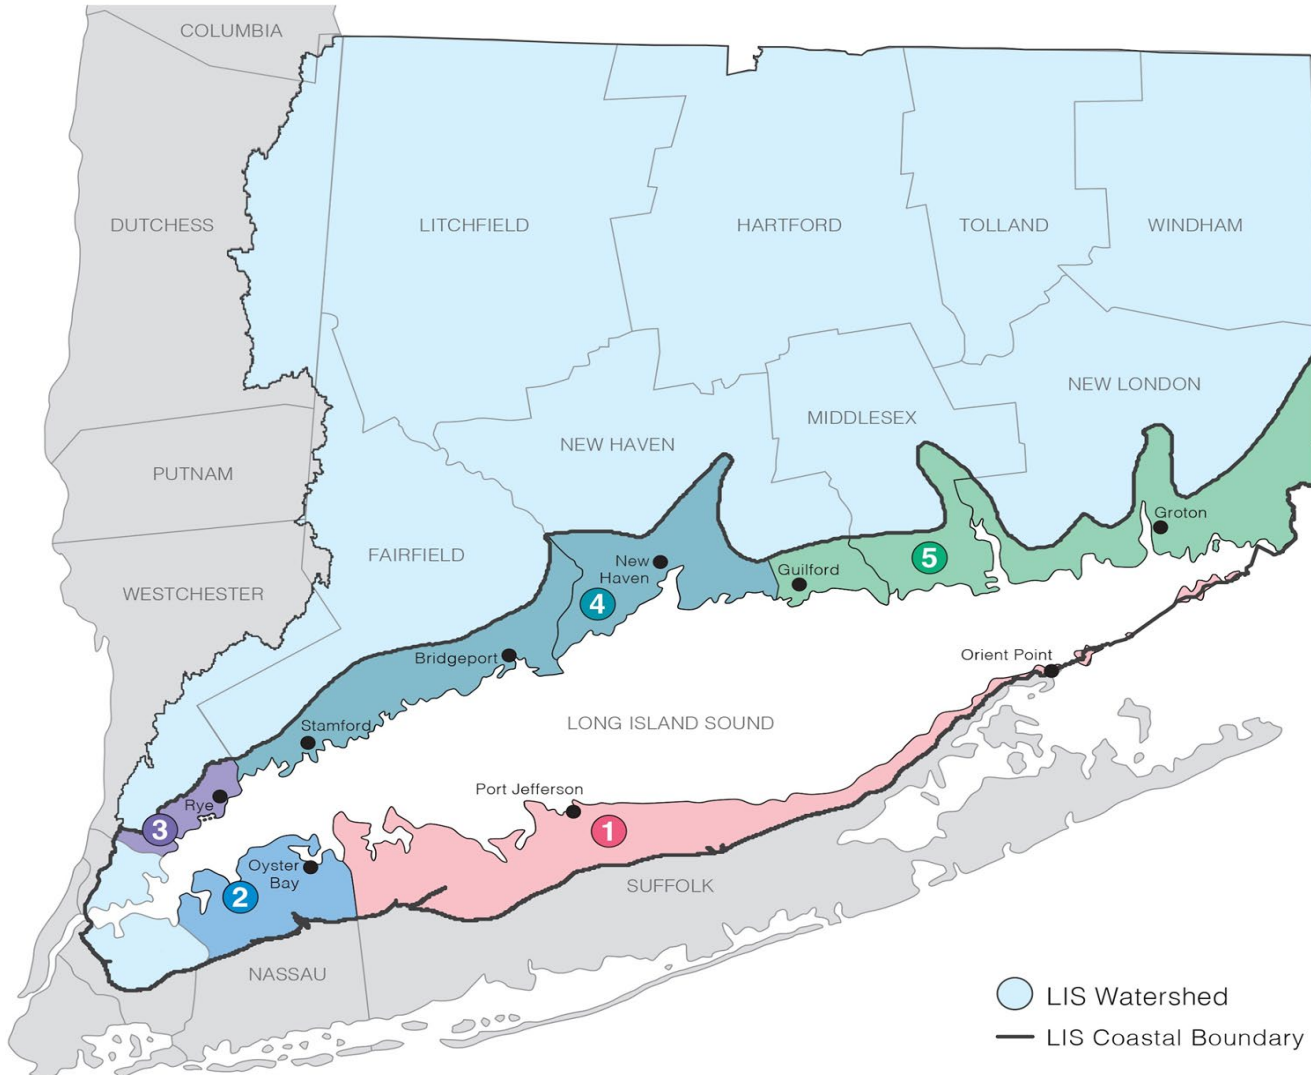 COLUMBIA
DUTCHESS
LITCHFIELD
HARTFORD
TOLLAND
WINDHAM
NEW LONDON
MIDDLESEX
NEW HAVEN
PUTNAM
FAIRFIELD
WESTCHESTER
Groton
5
Guilford
New
Haven
4
Bridgeport
Orient Point
Stamford
LONG ISLAND SOUND
Port Jefferson
Rye
3
1
Oyster
Bay
2
SUFFOLK
NASSAU
LIS Watershed
LIS Coastal Boundary